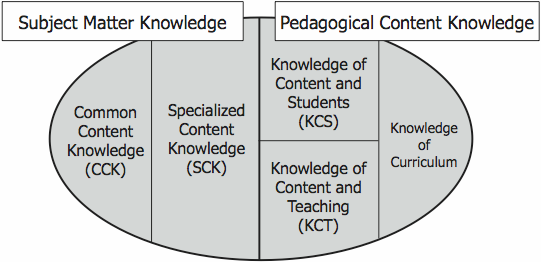 Subject Matter Knowledge
Pedagogical Content Knowledge
Common
Content
Knowledge
(CCK)
Specialized
Content
Knowledge
(SCK)
Knowledge of
Content and
Students
(KCS)
Knowledge of
Content and
Teaching
(KCT)
Knowledge
of
Curriculum